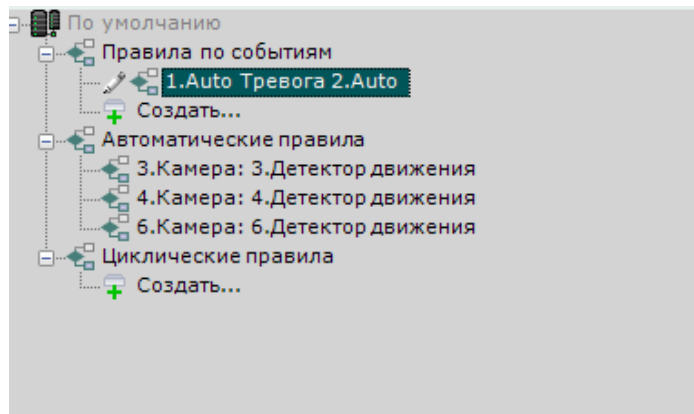 По умолчанию
Правила по событиям
1.Auto Тревога 2.Auto
Создать...
Автоматические правила
3.Камера: 3.Детектор движения
4.Камера: 4.Детектор движения
6.Камера: 6.Детектор движения
Циклические правила
Создать...